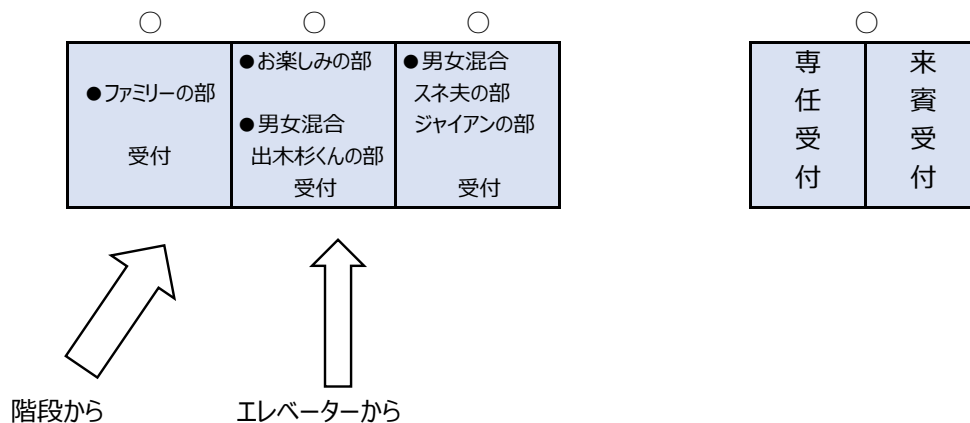 ○
○
○
○
●ファミリーの部
受付
●お楽しみの部
●男女混合
出木杉くんの部
受付
●男女混合
スネ夫の部
ジャイアンの部
受付
専任受付
来賓受付
階段から
エレベーターから